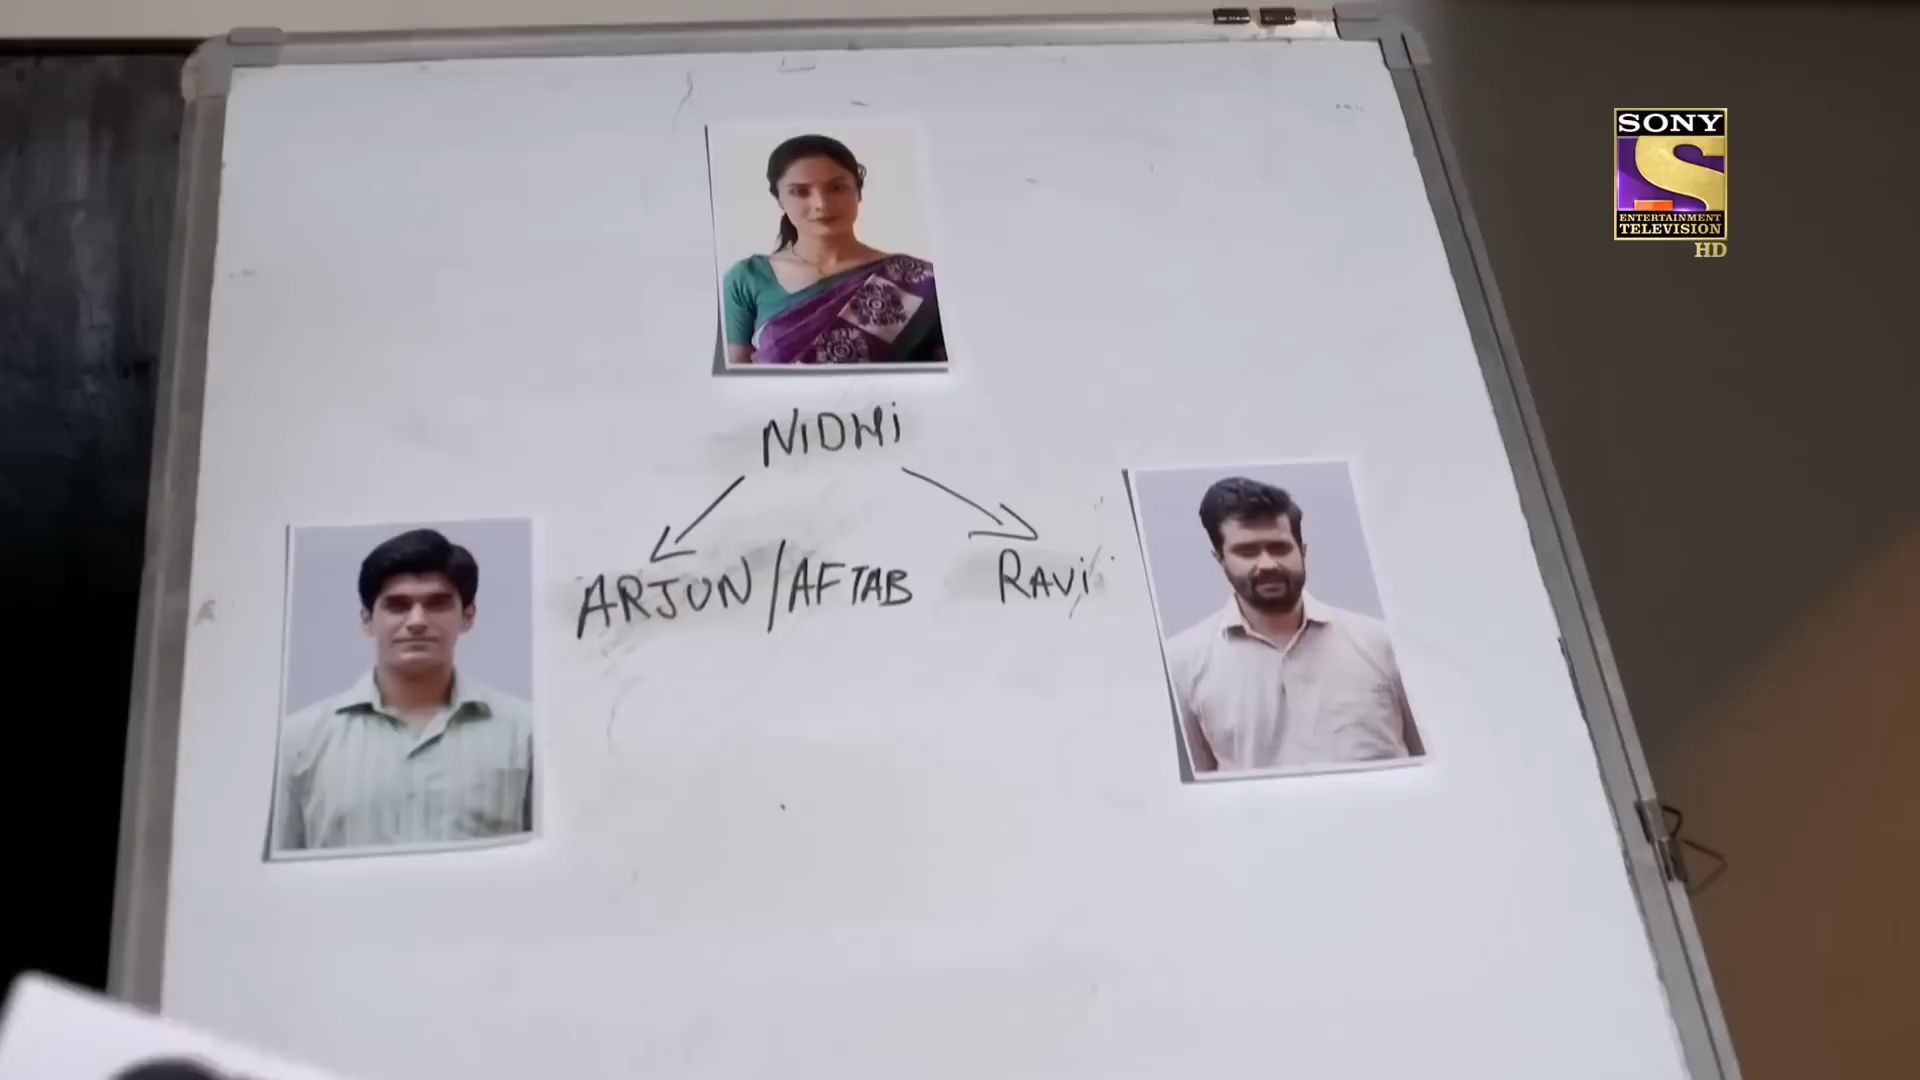 SONY
ENTERTAINMENT
TELEVISION
HD
NiDHi
ARJUN/AFTAB
RAVi